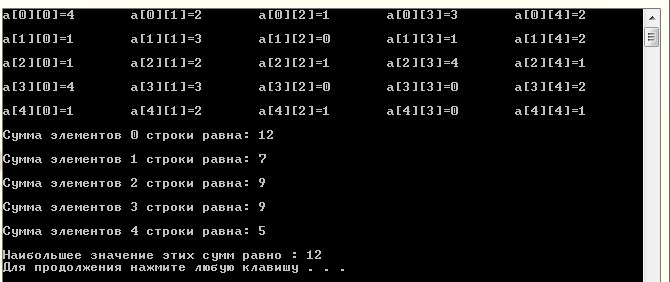 a[0][0]=4 a[0][1]=2 a[0][2]=1 a[0][3]=3 a[0][4]=2
a[1][0]=1 a[1][1]=3 a[1][2]=0 a[1][3]=1 a[1][4]=2
a[2][0]=1 a[2][1]=2 a[2][2]=1 a[2][3]=4 a[2][4]=1
a[3][0]=4 a[3][1]=3 a[3][2]=0 a[3][3]=0 a[3][4]=2
a[4][0]=1 a[4][1]=2 a[4][2]=1 a[4][3]=0 a[4][4]=1
Сумма элементов 0 строки равна: 12
Сумма элементов 1 строки равна: 7
Сумма элементов 2 строки равна: 9
Сумма элементов 3 строки равна: 9
Сумма элементов 4 строки равна: 5
Наибольшее значение этих сумм равно : 12
Для продолжения нажмите любую клавишу . . .